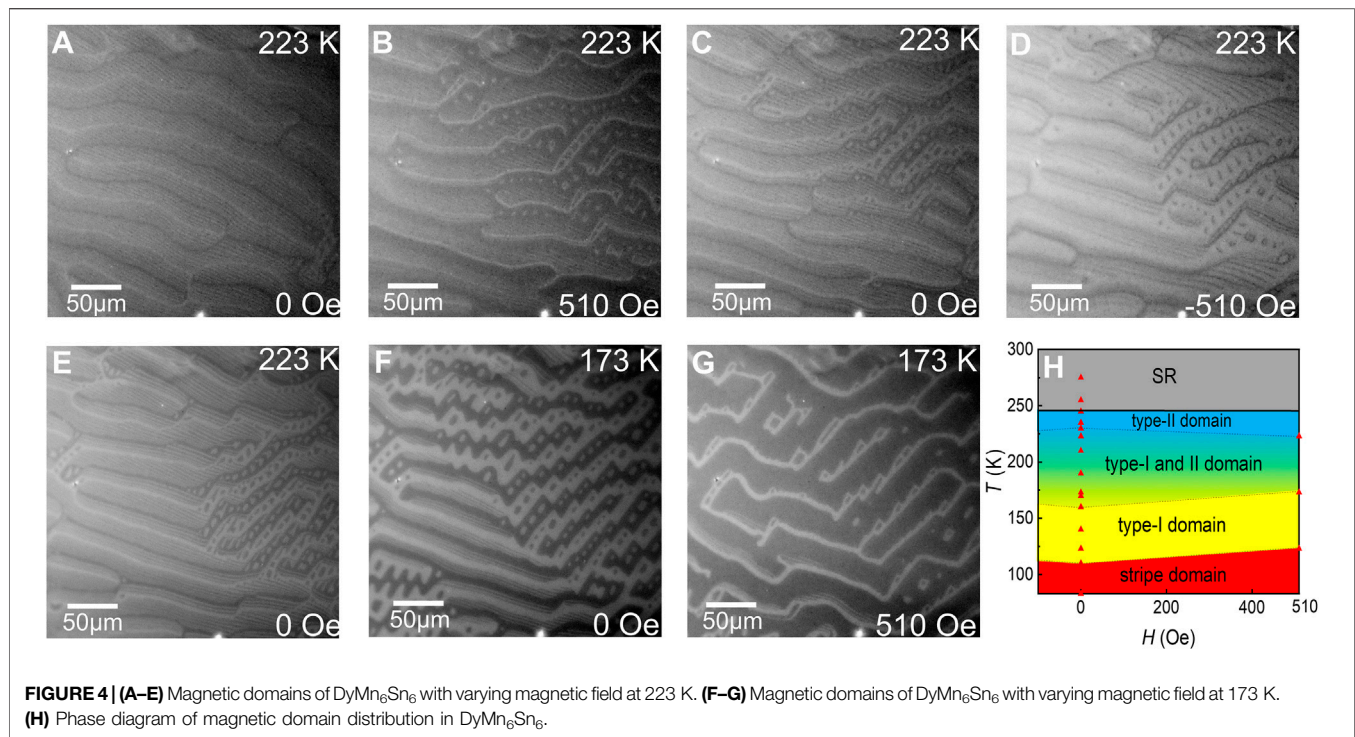 A 223 K
50µm 0 Oe
B 223 K
50µm 510 Oe
C 223 K
50µm 0 Oe
D 223 K
50µm -510 Oe
E 223 K
50µm 0 Oe
F 173 K
50µm 0 Oe
G 173 K
50µm 510 Oe
H
300
250
200
150
100
T (K)
SR
type-II domain
type-I and II domain
type-I domain
stripe domain
0 200 400 510
H (Oe)
FIGURE 4 | (A–E) Magnetic domains of DyMn₆Sn₆ with varying magnetic field at 223 K. (F–G) Magnetic domains of DyMn₆Sn₆ with varying magnetic field at 173 K.
(H) Phase diagram of magnetic domain distribution in DyMn₆Sn₆.